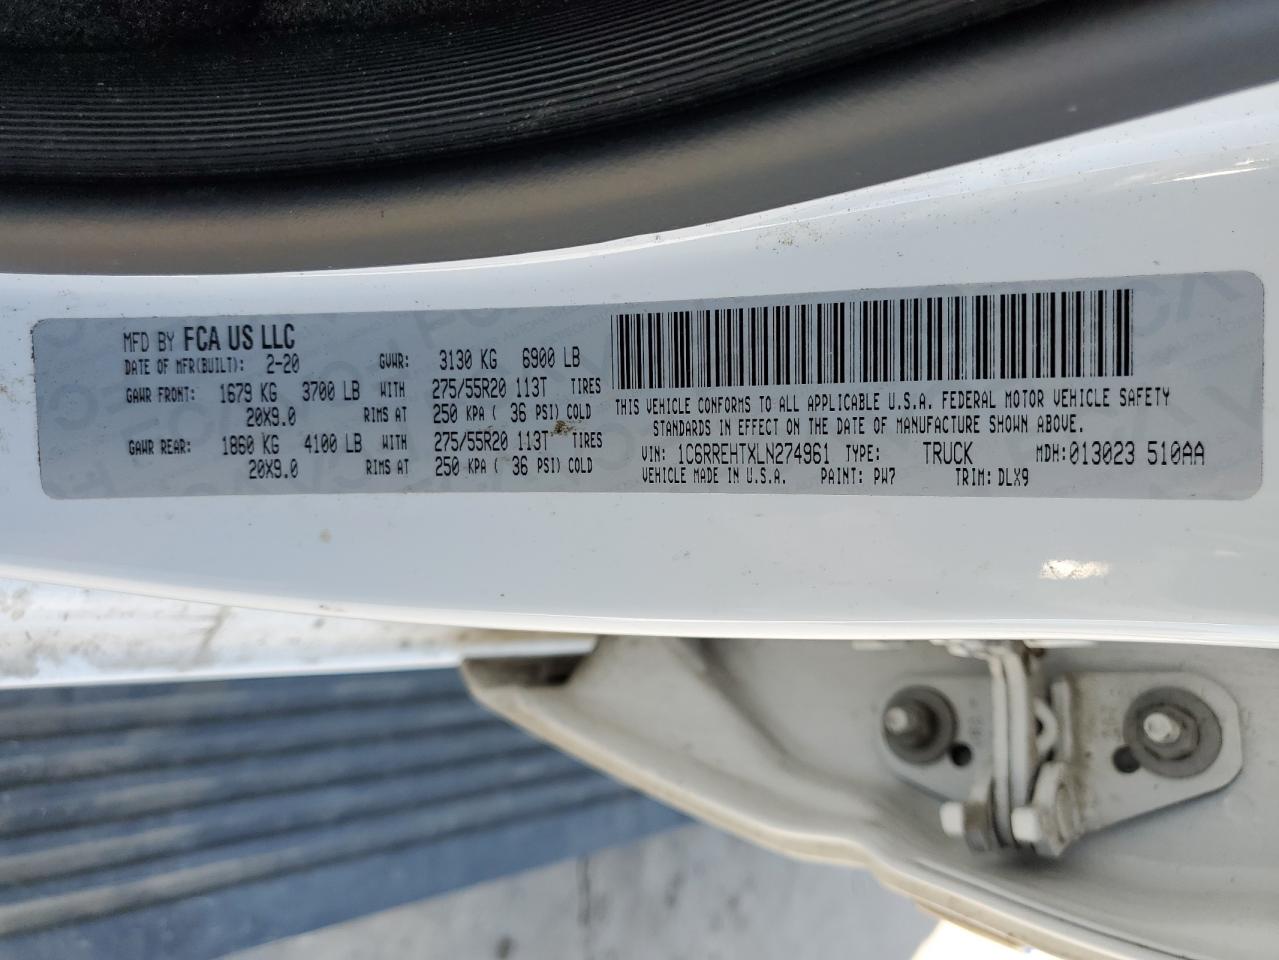 MFD BY FCA US LLC
DATE OF MFR(BUILT): 2-20 GVWR: 3130 KG 6900 LB
GAWR FRONT: 1679 KG 3700 LB WITH 275/55R20 113T TIRES
20X9.0 RIMS AT 250 KPA ( 36 PSI) COLD
GAWR REAR: 1860 KG 4100 LB WITH 275/55R20 113T TIRES
20X9.0 RIMS AT 250 KPA ( 36 PSI) COLD
THIS VEHICLE CONFORMS TO ALL APPLICABLE U.S.A. FEDERAL MOTOR VEHICLE SAFETY
STANDARDS IN EFFECT ON THE DATE OF MANUFACTURE SHOWN ABOVE.
VIN: 1C6RREHTXLN274961 TYPE: TRUCK MDH:013023 510AA
VEHICLE MADE IN U.S.A. PAINT: PW7 TRIM: DLX9